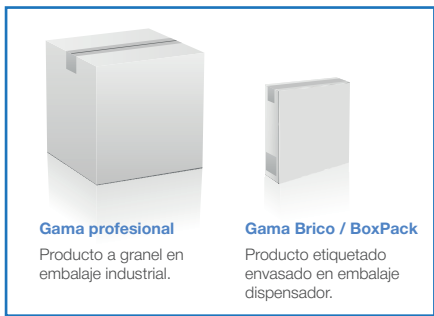 Gama profesional
Producto a granel en
embalaje industrial.
Gama Brico / BoxPack
Producto etiquetado
envasado en embalaje
dispensador.